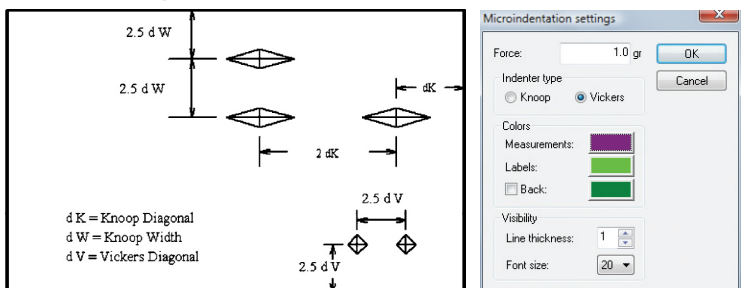 2.5 d W
2.5 d W
dK
2 dK
2.5 d V
d K = Knoop Diagonal
d W = Knoop Width
d V = Vickers Diagonal
2.5 d V
Microindentation settings
Force: 1.0 gr
OK
Indenter type
Cancel
Knoop Vickers
Colors
Measurements:
Labels:
Back:
Visibility
Line thickness: 1
Font size: 20